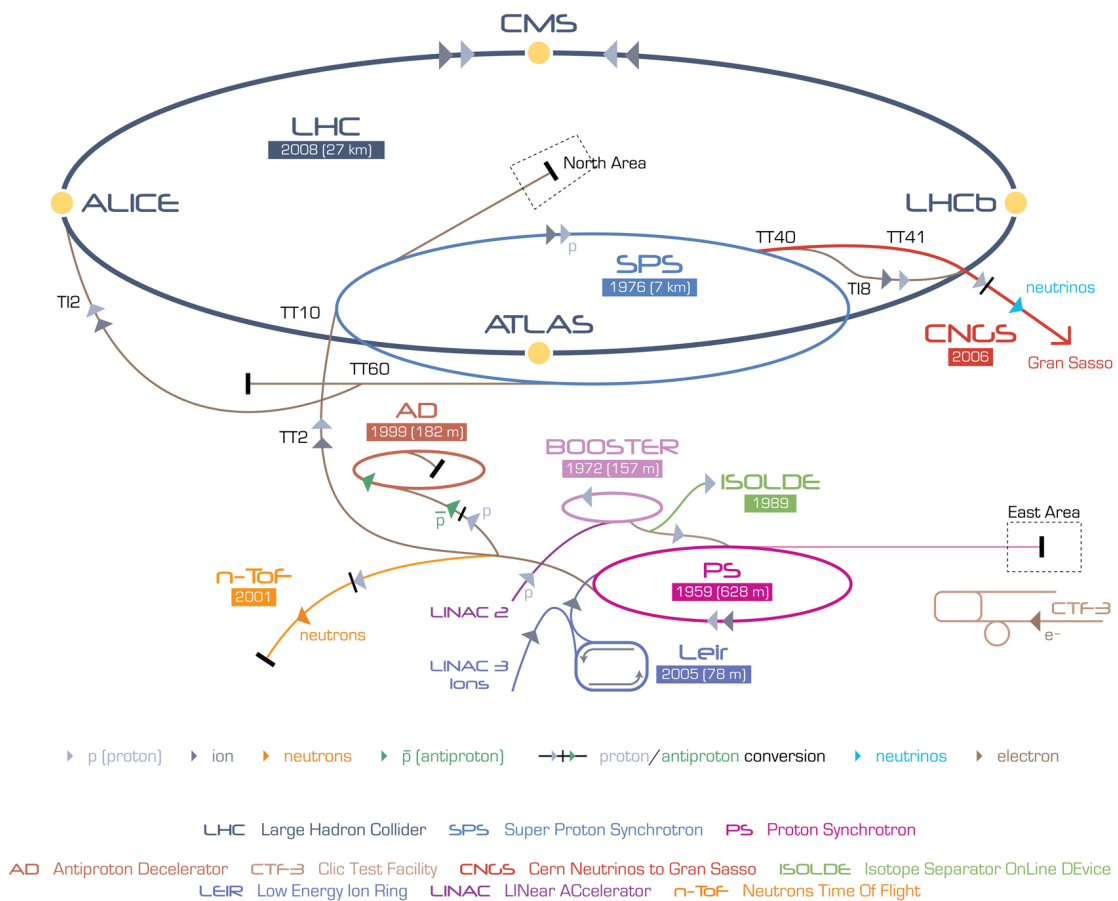 CMS
LHC
2008 (27 km)
North Area
ALICE
LHCb
TT40
TT41
p
SPS
1976 (7 km)
TI2
TI8
neutrinos
TT10
ATLAS
CNGS
2006
Gran Sasso
TT60
AD
1999 (182 m)
TT2
BOOSTER
1972 (157 m)
ISOLDE
1989
p̅
p
East Area
n-ToF
2001
PS
1959 (628 m)
p
LINAC 2
CTF-3
e-
neutrons
LINAC 3
Ions
Leir
2005 (78 m)
p (proton)
ion
neutrons
p̅ (antiproton)
proton/antiproton conversion
neutrinos
electron
LHC Large Hadron Collider SPS Super Proton Synchrotron PS Proton Synchrotron
AD Antiproton Decelerator CTF-3 Clic Test Facility CNGS Cern Neutrinos to Gran Sasso ISOLDE Isotope Separator OnLine DEvice
LEIR Low Energy Ion Ring LINAC LINear ACcelerator n-ToF Neutrons Time Of Flight